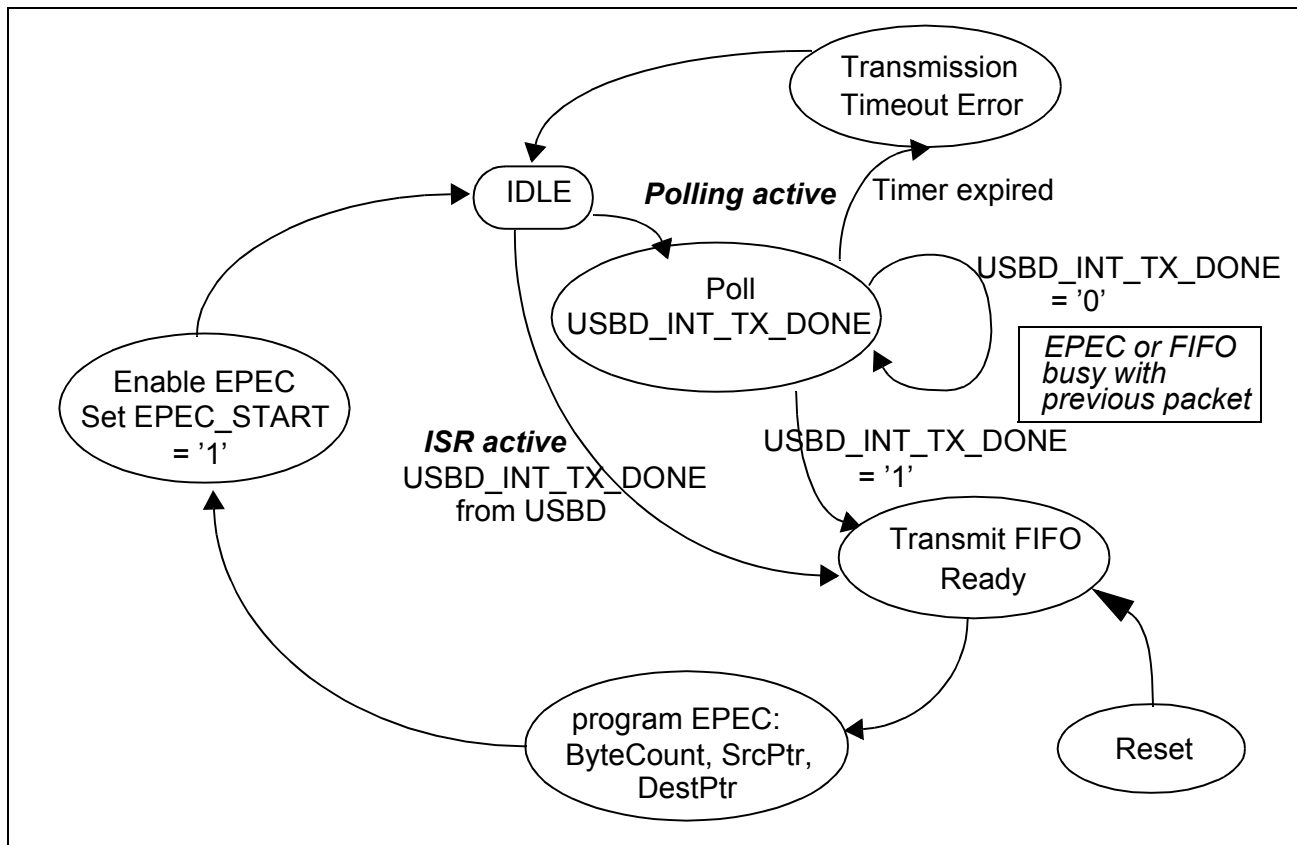 Transmission
Timeout Error
IDLE
Polling active
Timer expired
Poll
USBD_INT_TX_DONE
USBD_INT_TX_DONE
= ’0’
EPEC or FIFO
busy with
previous packet
Enable EPEC
Set EPEC_START
= ’1’
ISR active
USBD_INT_TX_DONE
from USBD
USBD_INT_TX_DONE
= ’1’
Transmit FIFO
Ready
program EPEC:
ByteCount, SrcPtr,
DestPtr
Reset